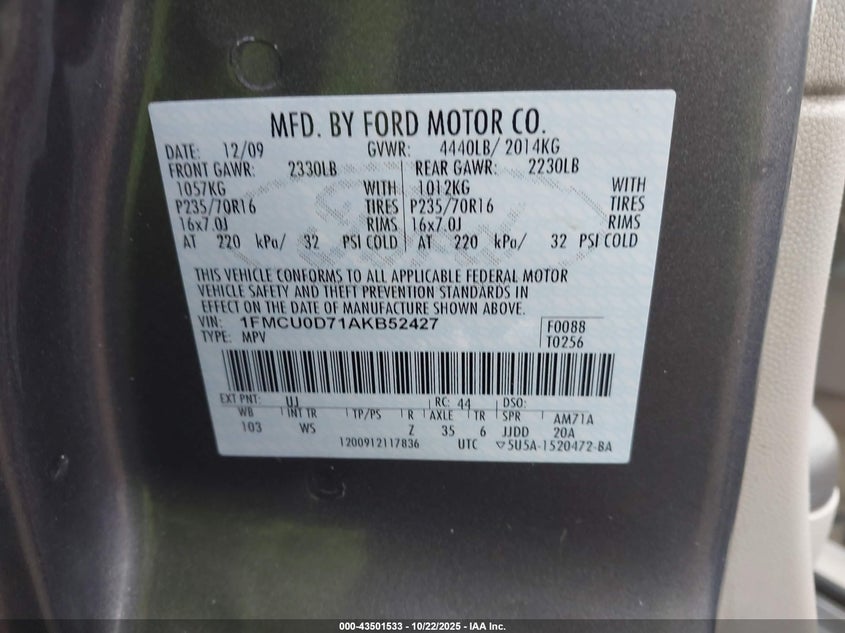 MFD. BY FORD MOTOR CO.
DATE: 12/09 GVWR: 4440LB/ 2014KG
FRONT GAWR: 2330LB REAR GAWR: 2230LB
1057KG WITH 1012KG WITH
P235/70R16 TIRES P235/70R16 TIRES
16x7.0J RIMS 16x7.0J RIMS
AT 220 kPa/ 32 PSI COLD AT 220 kPa/ 32 PSI COLD
THIS VEHICLE CONFORMS TO ALL APPLICABLE FEDERAL MOTOR
VEHICLE SAFETY AND THEFT PREVENTION STANDARDS IN
EFFECT ON THE DATE OF MANUFACTURE SHOWN ABOVE.
VIN: 1FMCU0D71AKB52427 F0088
TYPE: MPV T0256
EXT PNT: UJ RC: 44 DSO:
WB INT TR TP/PS R AXLE TR SPR AM71A
103 WS Z 35 6 JJDD 20A
1200912117836 UTC ▽5U5A-1520472-BA
000-43501533 | 10/22/2025 - IAA Inc.